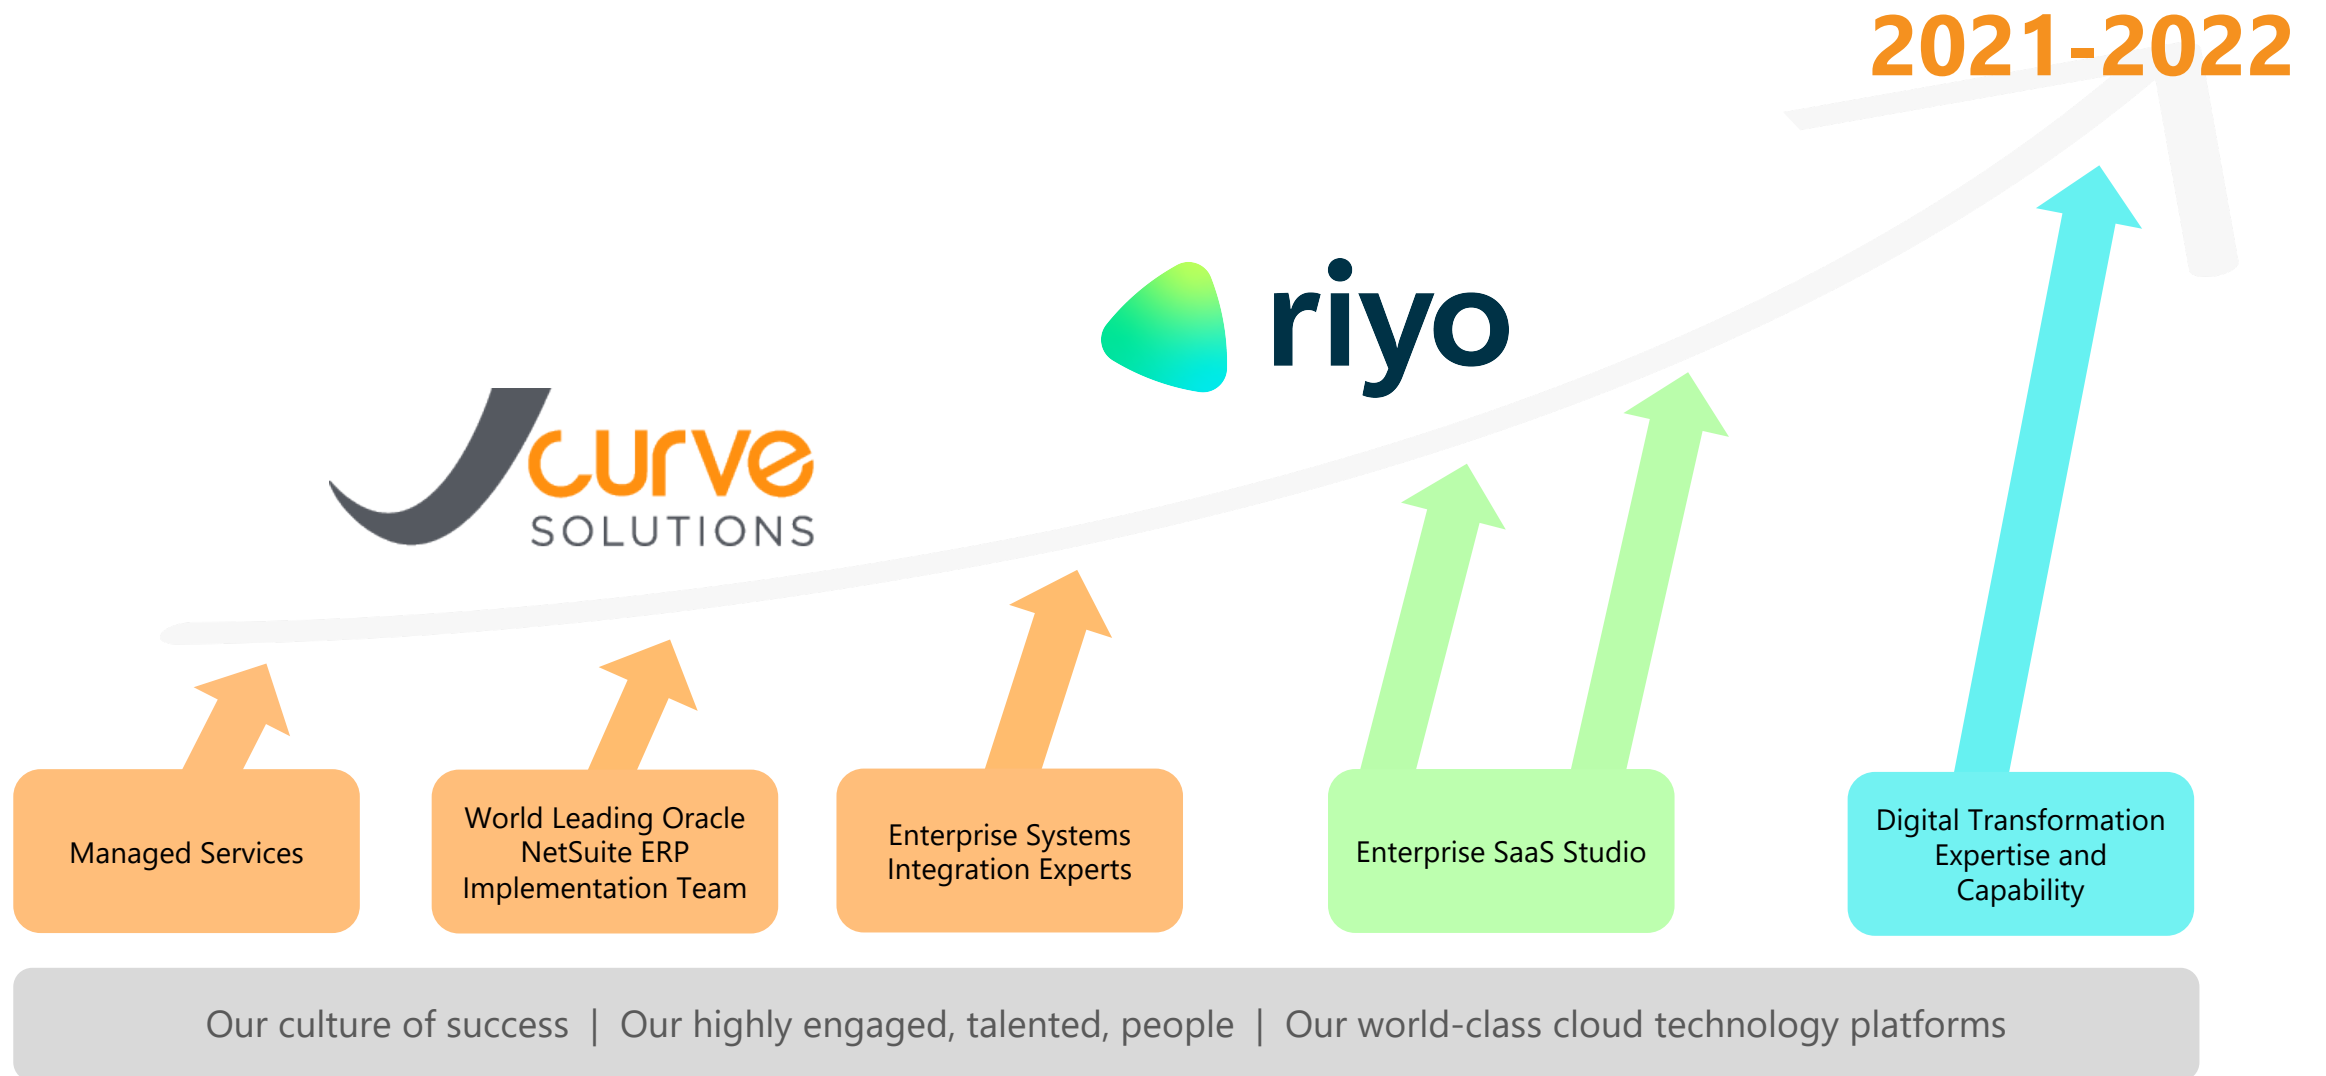 2021-2022
riyo
Jcurve
SOLUTIONS
Managed Services
World Leading Oracle
NetSuite ERP
Implementation Team
Enterprise Systems
Integration Experts
Enterprise SaaS Studio
Digital Transformation
Expertise and
Capability
Our culture of success | Our highly engaged, talented, people | Our world-class cloud technology platforms